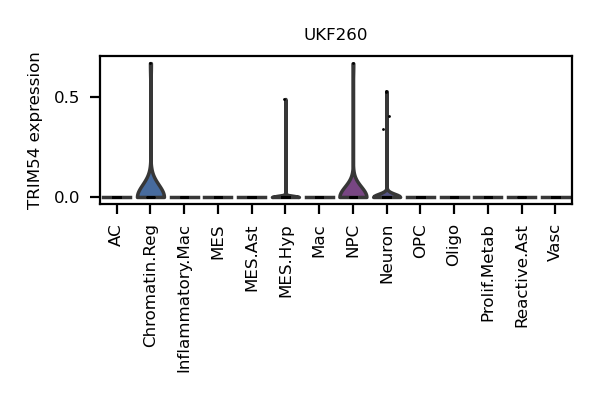 UKF260
TRIM54 expression
0.5
0.0
AC
Chromatin.Reg
Inflammatory.Mac
MES
MES.Ast
MES.Hyp
Mac
NPC
Neuron
OPC
Oligo
Prolif.Metab
Reactive.Ast
Vasc